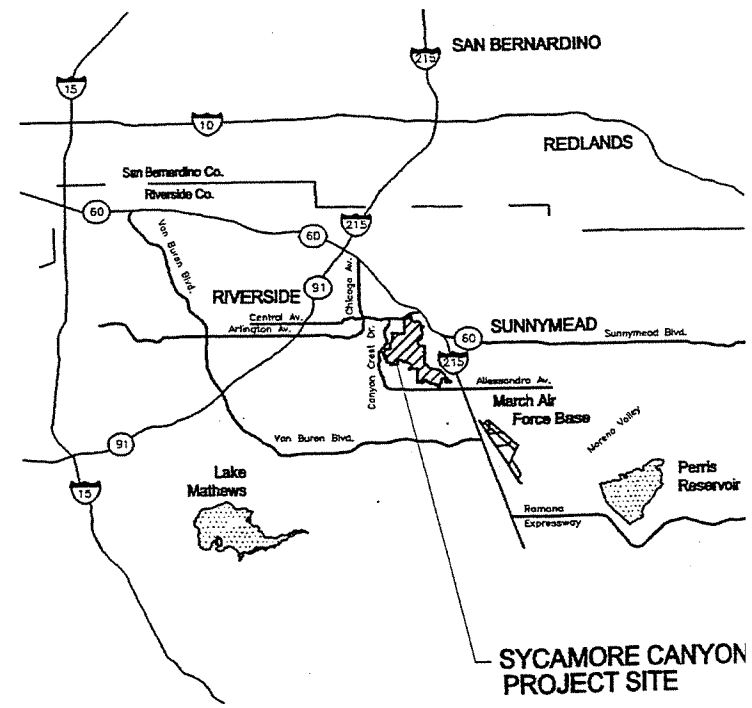 215
SAN BERNARDINO
15
10
REDLANDS
San Bernardino Co.
Riverside Co.
60
215
60
Van Buren Blvd.
91
RIVERSIDE
Chicago Av.
Central Av.
Arlington Av.
SUNNYMEAD
60
Sunnymead Blvd.
Canyon Crest Dr.
215
Allessandro Av.
March Air
Force Base
Moreno Valley
91
Van Buren Blvd.
Lake
Mathews
15
Perris
Reservoir
Ramona
Expressway
SYCAMORE CANYON
PROJECT SITE